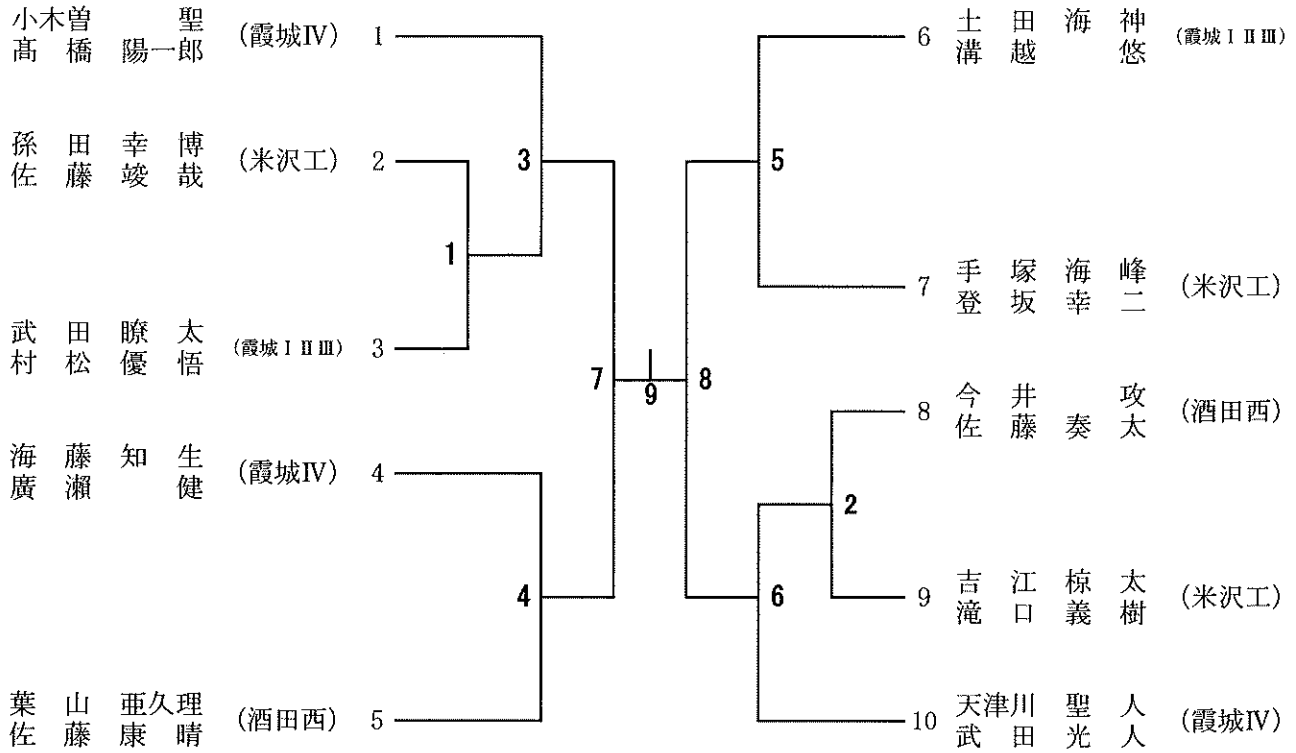 小木曽 聖
髙橋 陽一郎
(霞城Ⅳ) 1
孫田 幸博
佐藤 竣哉
(米沢工) 2
武田 瞭太
村松 優悟
(霞城ⅠⅡⅢ) 3
海藤 知生
廣瀬 健
(霞城Ⅳ) 4
葉山 亜久理
佐藤 康晴
(酒田西) 5
1
3
4
7
9
8
5
2
6
6 土田 海神
溝越 悠
(霞城ⅠⅡⅢ)
7 手塚 海峰
登坂 幸二
(米沢工)
8 今井 攻
佐藤 奏太
(酒田西)
9 吉江 椋太
滝口 義樹
(米沢工)
10 天津川 聖人
武田 光人
(霞城Ⅳ)